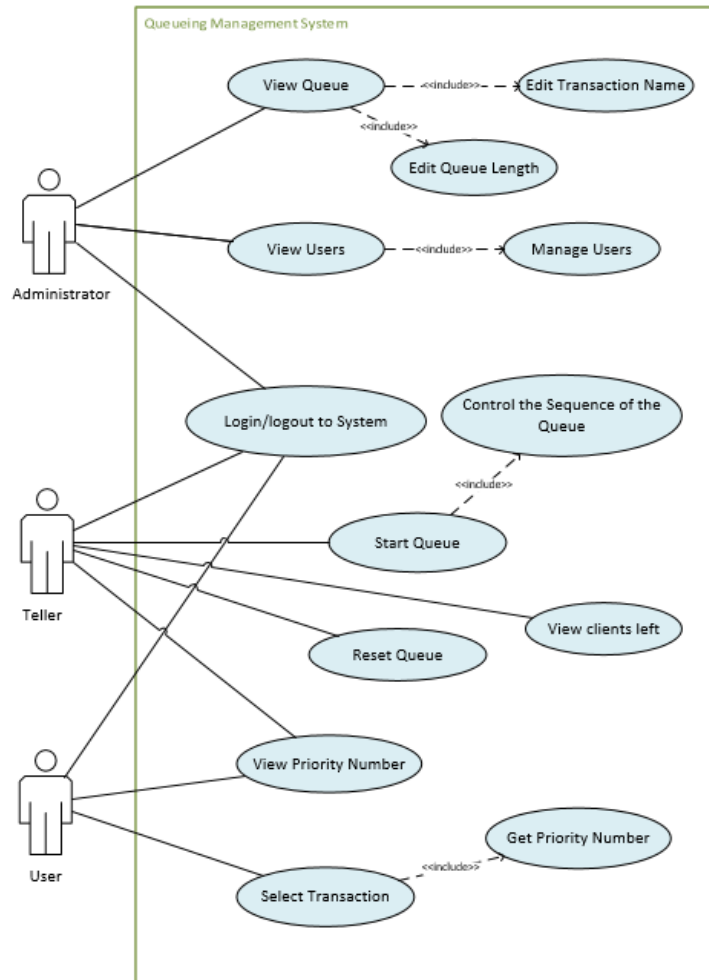 Queueing Management System
View Queue
<<include>>
Edit Transaction Name
<<include>>
Edit Queue Length
View Users
<<include>>
Manage Users
Administrator
Login/logout to System
Control the Sequence of the
Queue
<<include>>
Start Queue
Teller
View clients left
Reset Queue
View Priority Number
User
Select Transaction
<<include>>
Get Priority Number